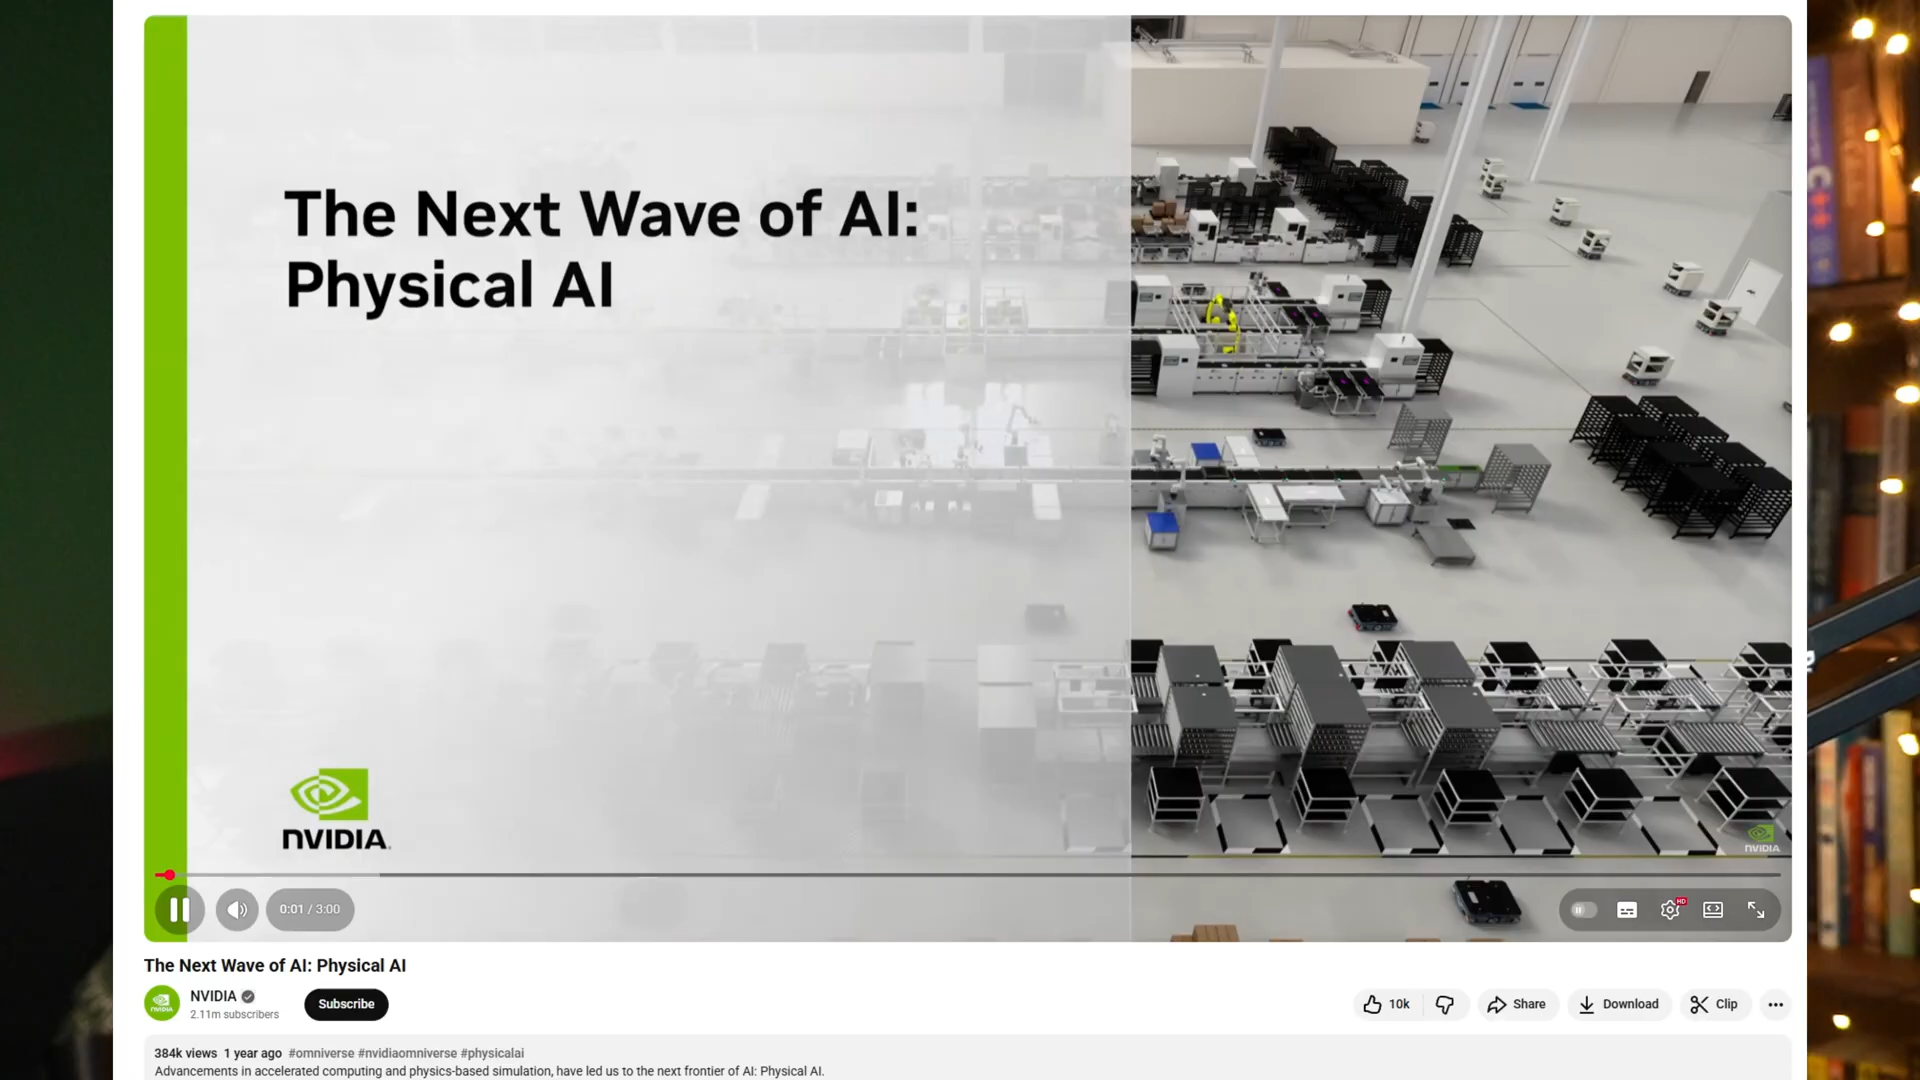 The Next Wave of AI:
Physical AI
NVIDIA
NVIDIA
0:01 / 3:00
HD
The Next Wave of AI: Physical AI
NVIDIA
2.11m subscribers
Subscribe
10k
Share
Download
Clip
384k views 1 year ago #omniverse #nvidiaomniverse #physicalai
Advancements in accelerated computing and physics-based simulation, have led us to the next frontier of AI: Physical AI.